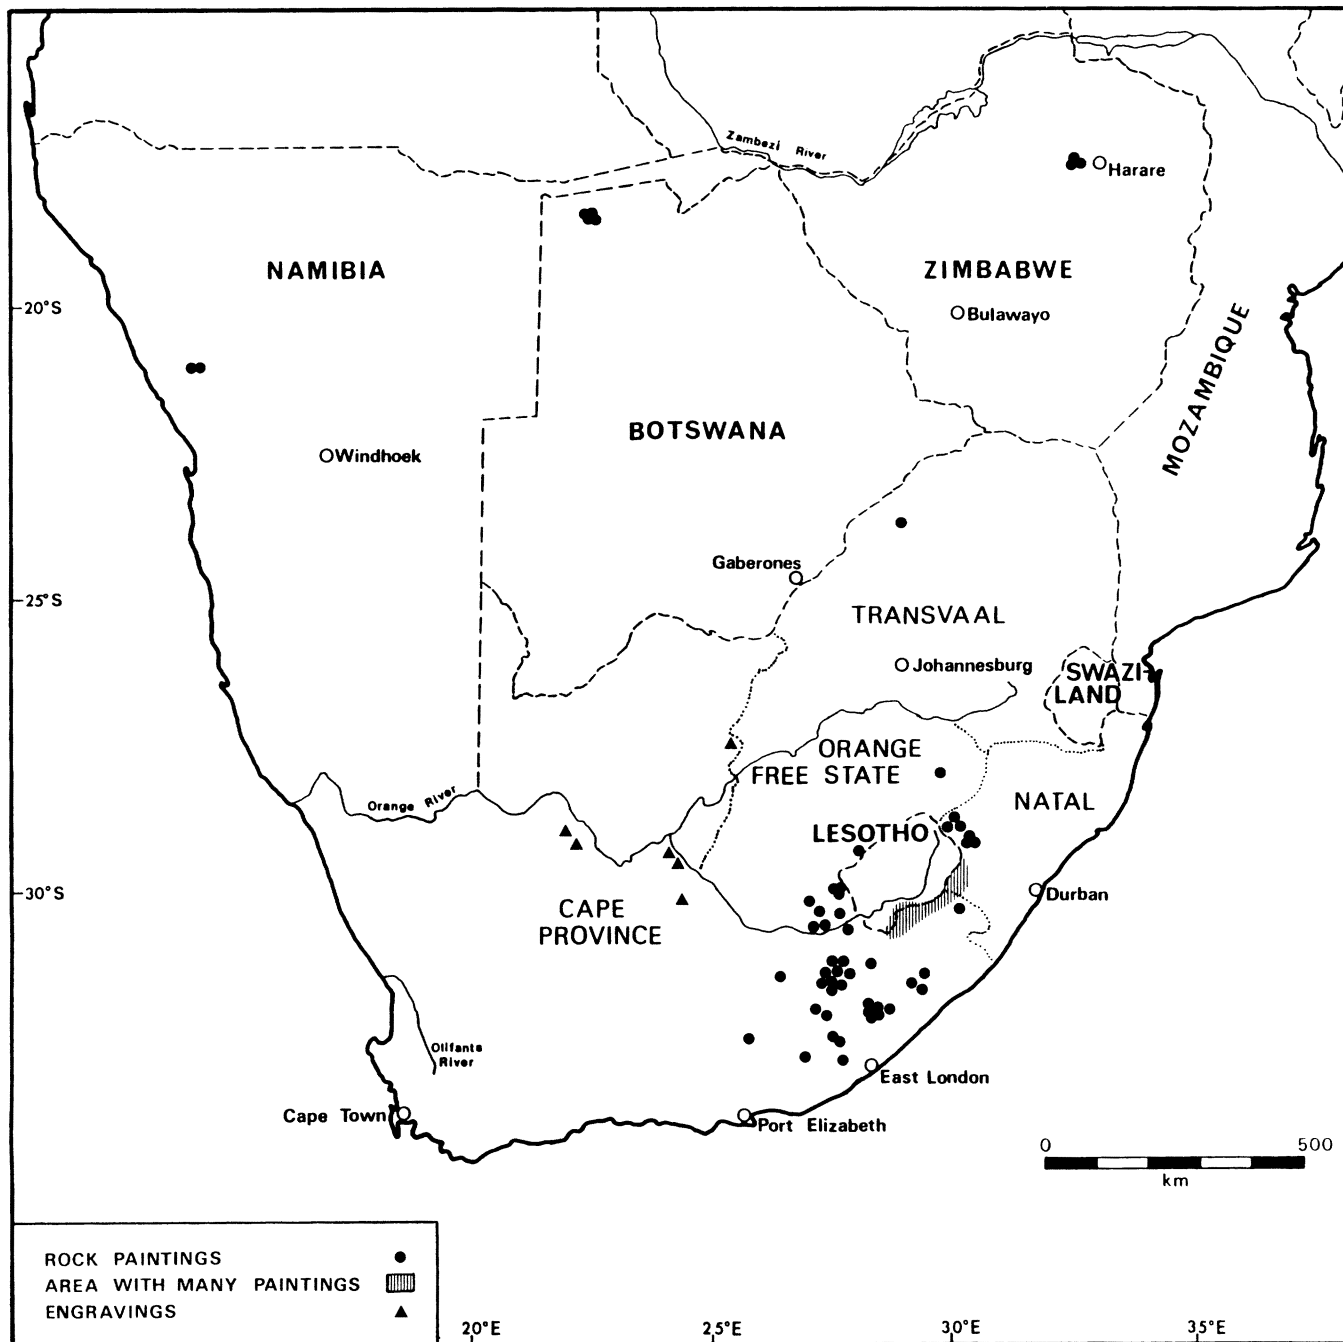 Zambezi River
Harare
NAMIBIA
ZIMBABWE
20°S
Bulawayo
MOZAMBIQUE
BOTSWANA
Windhoek
Gaberones
25°S
TRANSVAAL
Johannesburg
SWAZI-
LAND
ORANGE
FREE STATE
Orange River
NATAL
LESOTHO
30°S
Durban
CAPE
PROVINCE
Olifants
River
East London
Cape Town
Port Elizabeth
0 500
km
ROCK PAINTINGS
AREA WITH MANY PAINTINGS
ENGRAVINGS
20°E 25°E 30°E 35°E